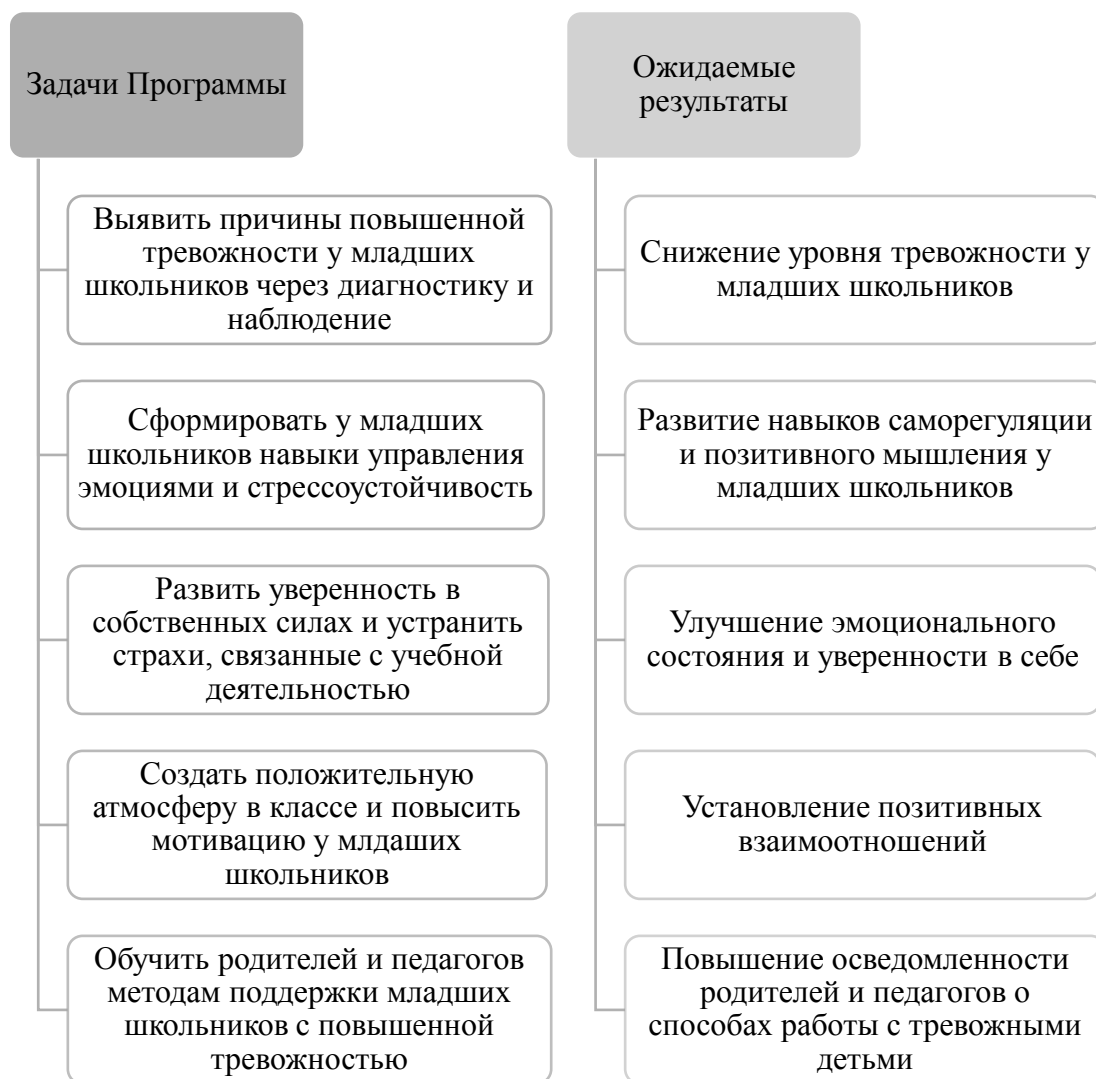 Задачи Программы
Выявить причины повышенной
тревожности у младших
школьников через диагностику и
наблюдение
Сформировать у младших
школьников навыки управления
эмоциями и стрессоустойчивость
Развить уверенность в
собственных силах и устранить
страхи, связанные с учебной
деятельностью
Создать положительную
атмосферу в классе и повысить
мотивацию у млдаших
школьников
Обучить родителей и педагогов
методам поддержки младших
школьников с повышенной
тревожностью
Ожидаемые
результаты
Снижение уровня тревожности у
младших школьников
Развитие навыков саморегуляции
и позитивного мышления у
младших школьников
Улучшение эмоционального
состояния и уверенности в себе
Установление позитивных
взаимоотношений
Повышение осведомленности
родителей и педагогов о
способах работы с тревожными
детьми